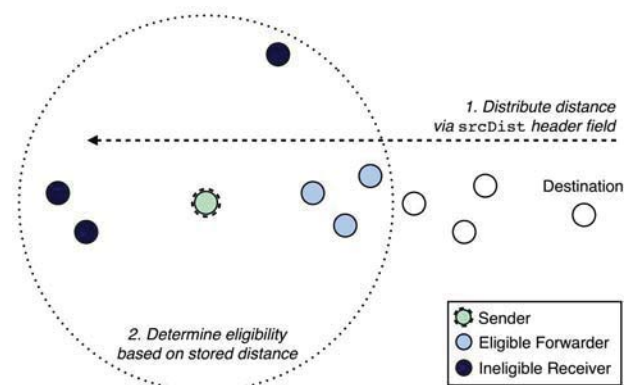 1. Distribute distance
via srcDist header field
Destination
2. Determine eligibility
based on stored distance
Sender
Eligible Forwarder
Ineligible Receiver